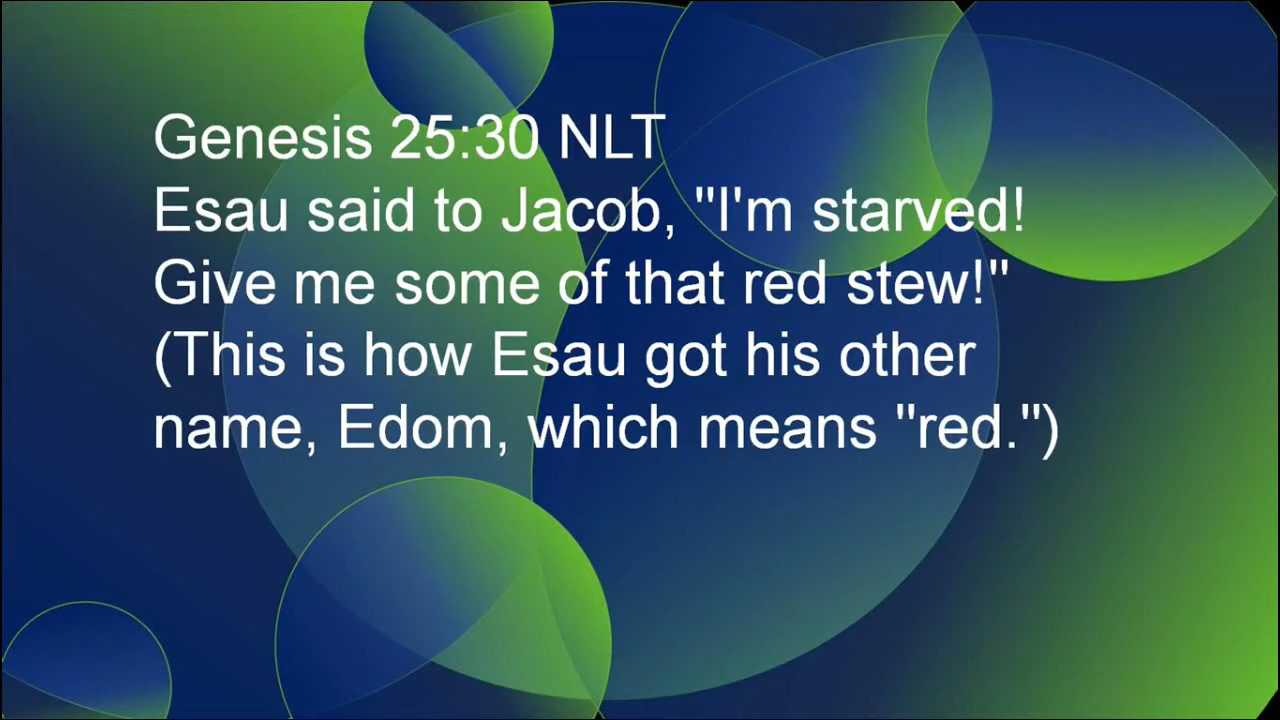 Genesis 25:30 NLT
Esau said to Jacob, "I'm starved!
Give me some of that red stew!"
(This is how Esau got his other
name, Edom, which means "red.")